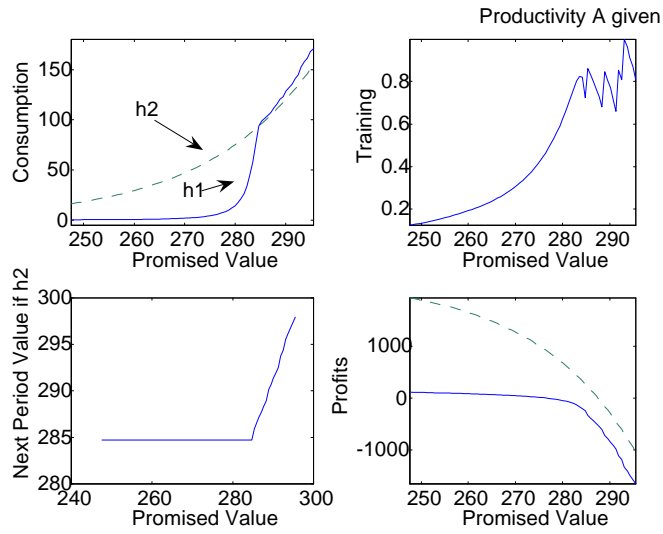 Productivity A given
Consumption
150
100
50
0
h2
h1
250 260 270 280 290
Promised Value
Training
0.8
0.6
0.4
0.2
250 260 270 280 290
Promised Value
Next Period Value if h2
300
295
290
285
280
240 260 280 300
Promised Value
Profits
1000
0
-1000
250 260 270 280 290
Promised Value